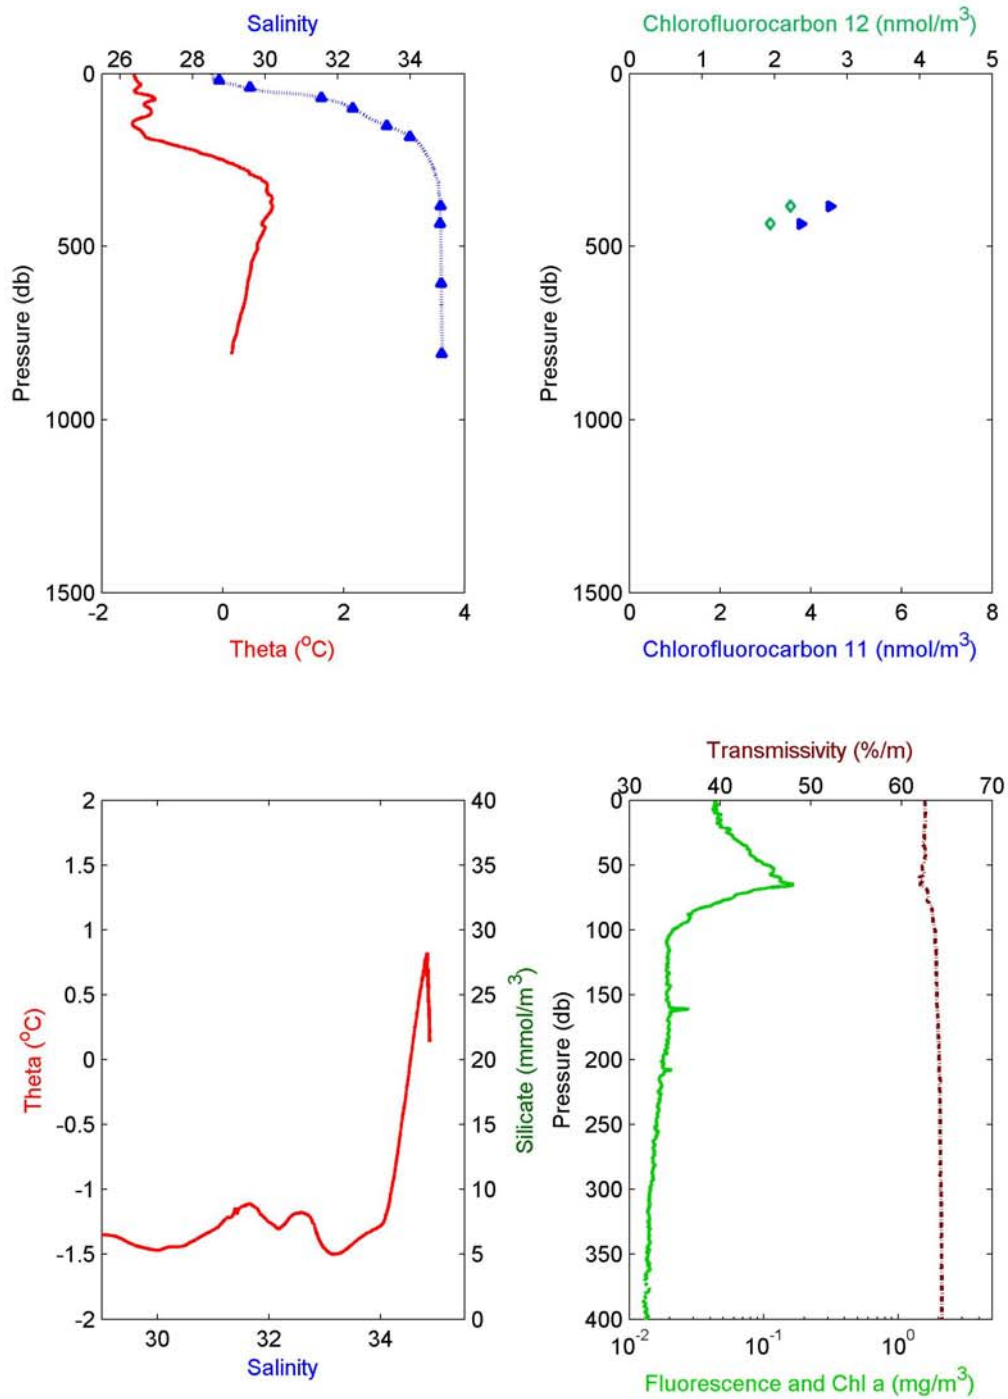 Salinity
26 28 30 32 34
0
500
1000
1500
Pressure (db)
-2 0 2 4
Theta (°C)
Chlorofluorocarbon 12 (nmol/m³)
0 1 2 3 4 5
0
500
1000
1500
Pressure (db)
0 2 4 6 8
Chlorofluorocarbon 11 (nmol/m³)
2
1.5
1
0.5
0
-0.5
-1
-1.5
-2
Theta (°C)
30 32 34
Salinity
40
35
30
25
20
15
10
5
0
Silicate (mmol/m³)
Transmissivity (%/m)
30 40 50 60 70
0
50
100
150
200
250
300
350
400
Pressure (db)
10⁻² 10⁻¹ 10⁰
Fluorescence and Chl a (mg/m³)